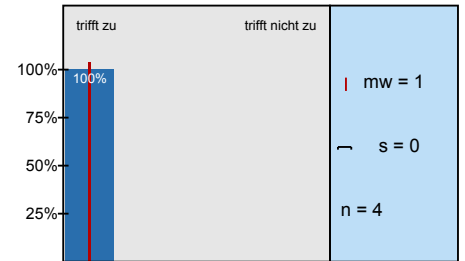 trifft zu trifft nicht zu
100%
100%
mw = 1
75%
s = 0
50%
25%
n = 4